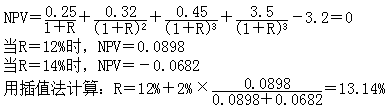 NPV=0.25/(1+R)+0.32/(1+R)²+0.45/(1+R)³+3.5/(1+R)³-3.2=0
当R=12%时，NPV=0.0898
当R=14%时，NPV=-0.0682
用插值法计算：R=12%+2%×0.0898/(0.0898+0.0682)=13.14%